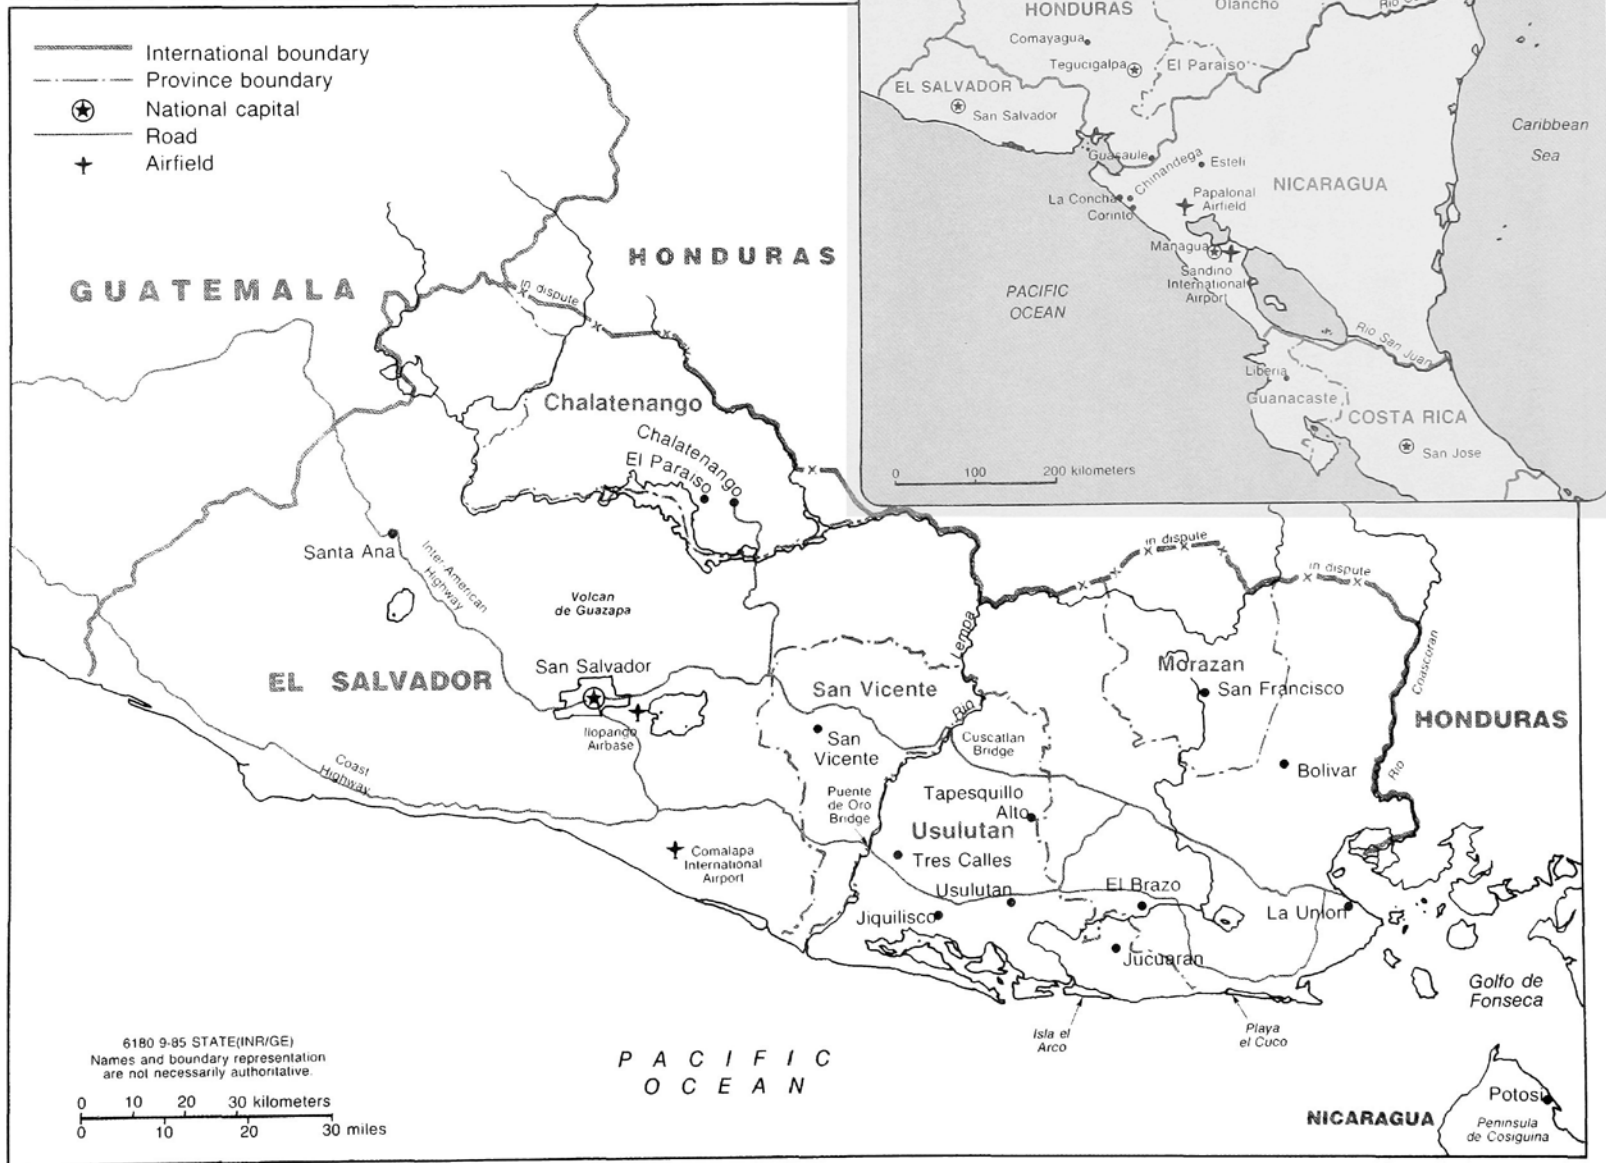 International boundary
Province boundary
National capital
Road
Airfield
HONDURAS
Olancho
Comayagua
Tegucigalpa
El Paraiso
EL SALVADOR
San Salvador
Guasaule
Chinandega
Esteli
NICARAGUA
La Concha
Corinto
Papalonal
Airfield
Managua
Sandino
International
Airport
Caribbean
Sea
PACIFIC
OCEAN
Rio San Juan
Liberia
Guanacaste
COSTA RICA
San Jose
0 100 200 kilometers
GUATEMALA
HONDURAS
in dispute
Chalatenango
Chalatenango
El Paraiso
Santa Ana
Inter-American
Highway
Volcan
de Guazapa
in dispute
in dispute
Lempa
Rio
Coascoran
Rio
EL SALVADOR
San Salvador
Ilopango
Airbase
San Vicente
San
Vicente
Morazan
San Francisco
HONDURAS
Cuscatlan
Bridge
Bolivar
Coast
Highway
Puente
de Oro
Bridge
Tapesquillo
Alto
Usulutan
Tres Calles
Comalapa
International
Airport
Usulutan
El Brazo
Jiquilisco
La Union
Jucuaran
Golfo de
Fonseca
Isla el
Arco
Playa
el Cuco
6180 9-85 STATE(INR/GE)
Names and boundary representation
are not necessarily authoritative.
0 10 20 30 kilometers
0 10 20 30 miles
PACIFIC
OCEAN
Potosi
NICARAGUA
Peninsula
de Cosiguina